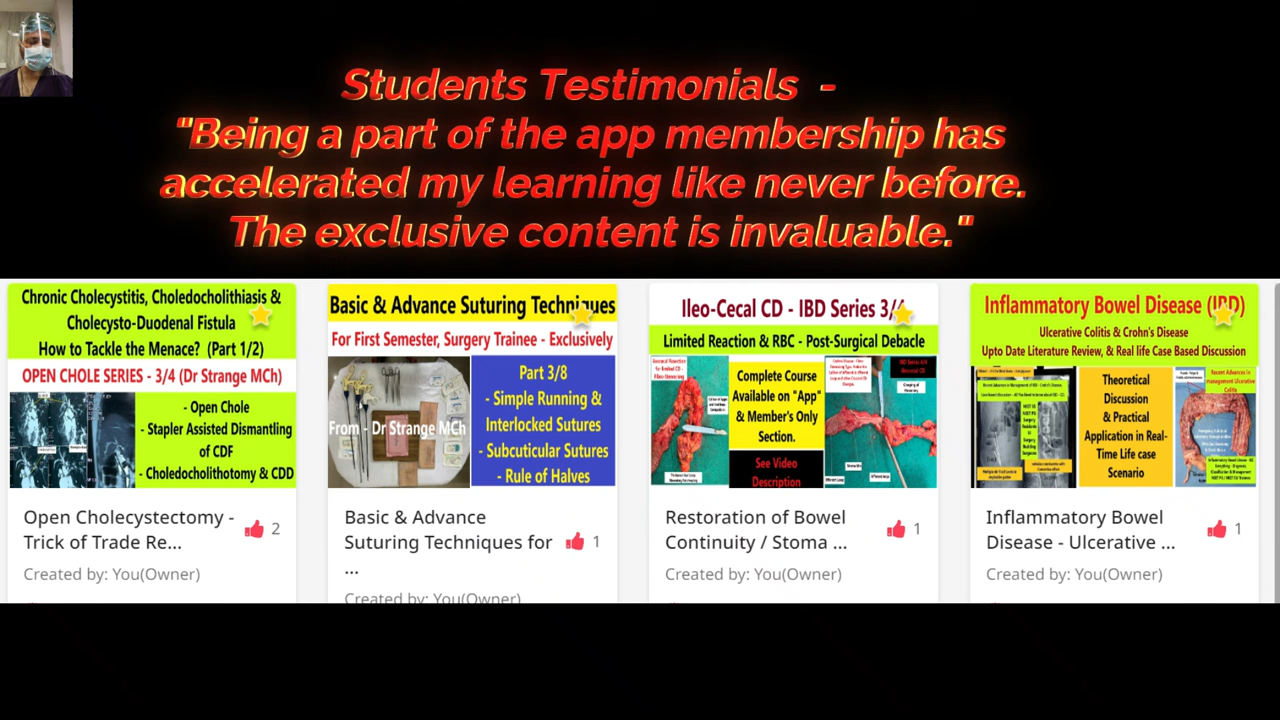 Students Testimonials -
"Being a part of the app membership has
accelerated my learning like never before.
The exclusive content is invaluable."
Chronic Cholecystitis, Choledocholithiasis &
Cholecysto-Duodenal Fistula
How to Tackle the Menace? (Part 1/2)
OPEN CHOLE SERIES - 3/4 (Dr Strange MCh)
- Open Chole
- Stapler Assisted Dismantling
of CDF
- Choledocholithotomy & CDD
Open Cholecystectomy -
Trick of Trade Re...
2
Created by: You(Owner)
Basic & Advance Suturing Techniques
For First Semester, Surgery Trainee - Exclusively
From - Dr Strange MCh
Part 3/8
- Simple Running &
Interlocked Sutures
- Subcuticular Sutures
- Rule of Halves
Basic & Advance
Suturing Techniques for
...
1
Created by: You(Owner)
Ileo-Cecal CD - IBD Series 3/4
Limited Reaction & RBC - Post-Surgical Debacle
Complete Course
Available on "App"
& Member's Only
Section.
See Video
Description
Restoration of Bowel
Continuity / Stoma ...
1
Created by: You(Owner)
Inflammatory Bowel Disease (IBD)
Ulcerative Colitis & Crohn's Disease
Upto Date Literature Review, & Real life Case Based Discussion
Theoretical
Discussion
& Practical
Application in Real-
Time Life case
Scenario
Inflammatory Bowel
Disease - Ulcerative ...
1
Created by: You(Owner)